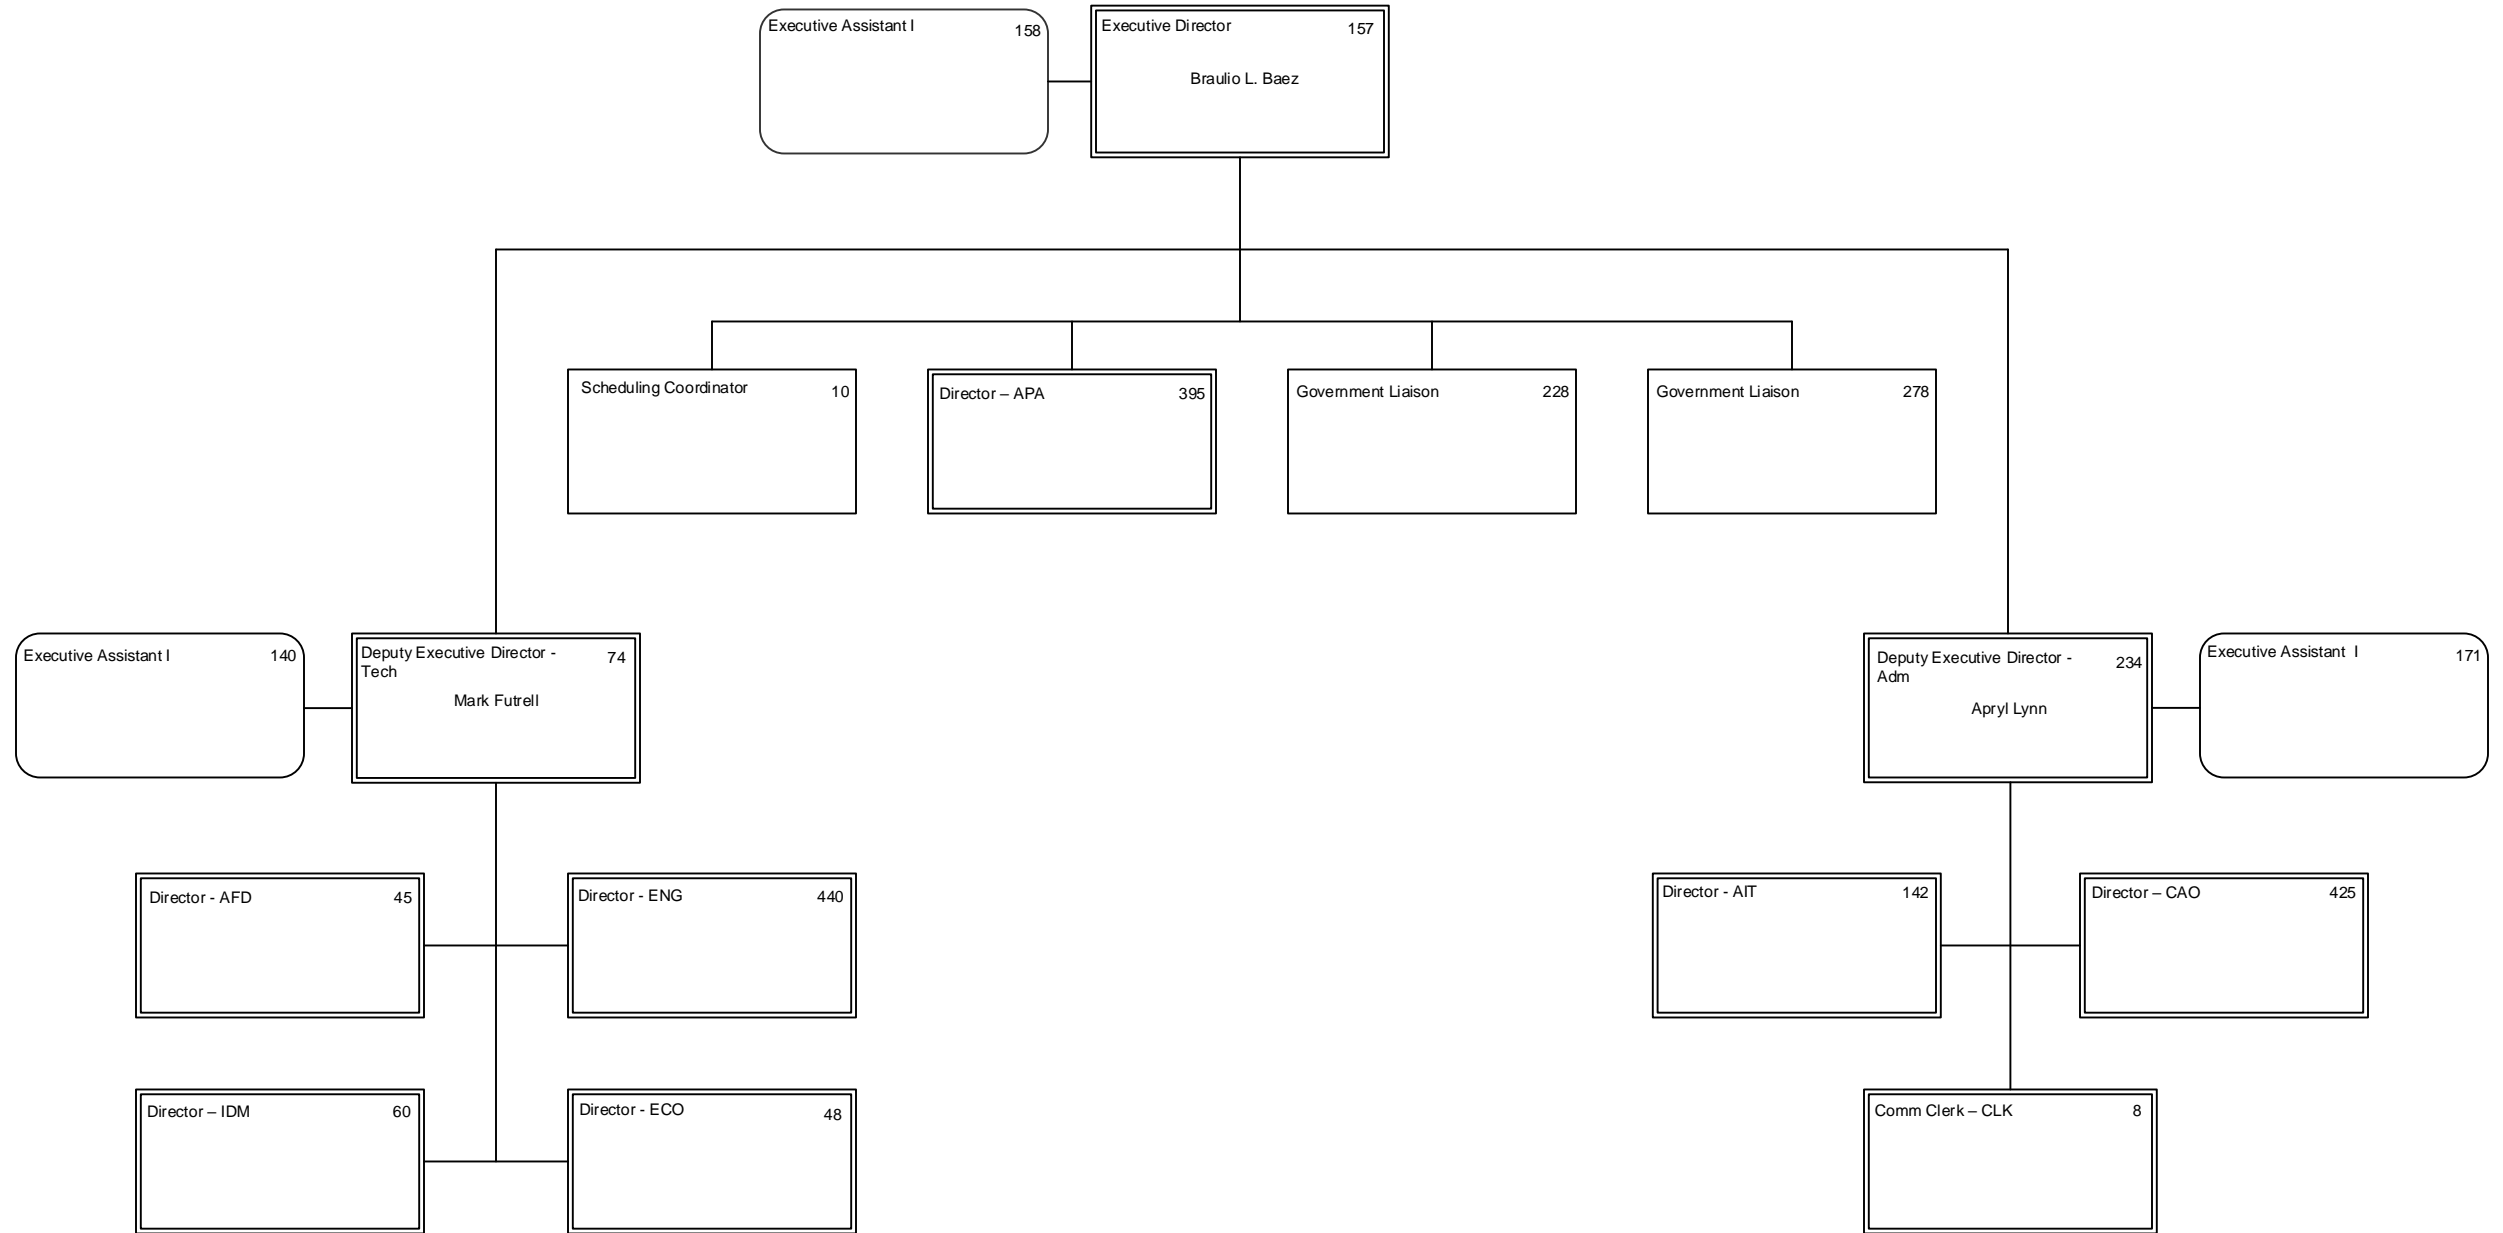 Executive Assistant I 158
Executive Director 157
Braulio L. Baez
Scheduling Coordinator 10
Director – APA 395
Government Liaison 228
Government Liaison 278
Executive Assistant I 140
Deputy Executive Director - 74
Tech
Mark Futrell
Deputy Executive Director - 234
Adm
Apryl Lynn
Executive Assistant I 171
Director - AFD 45
Director - ENG 440
Director - AIT 142
Director – CAO 425
Director – IDM 60
Director - ECO 48
Comm Clerk – CLK 8